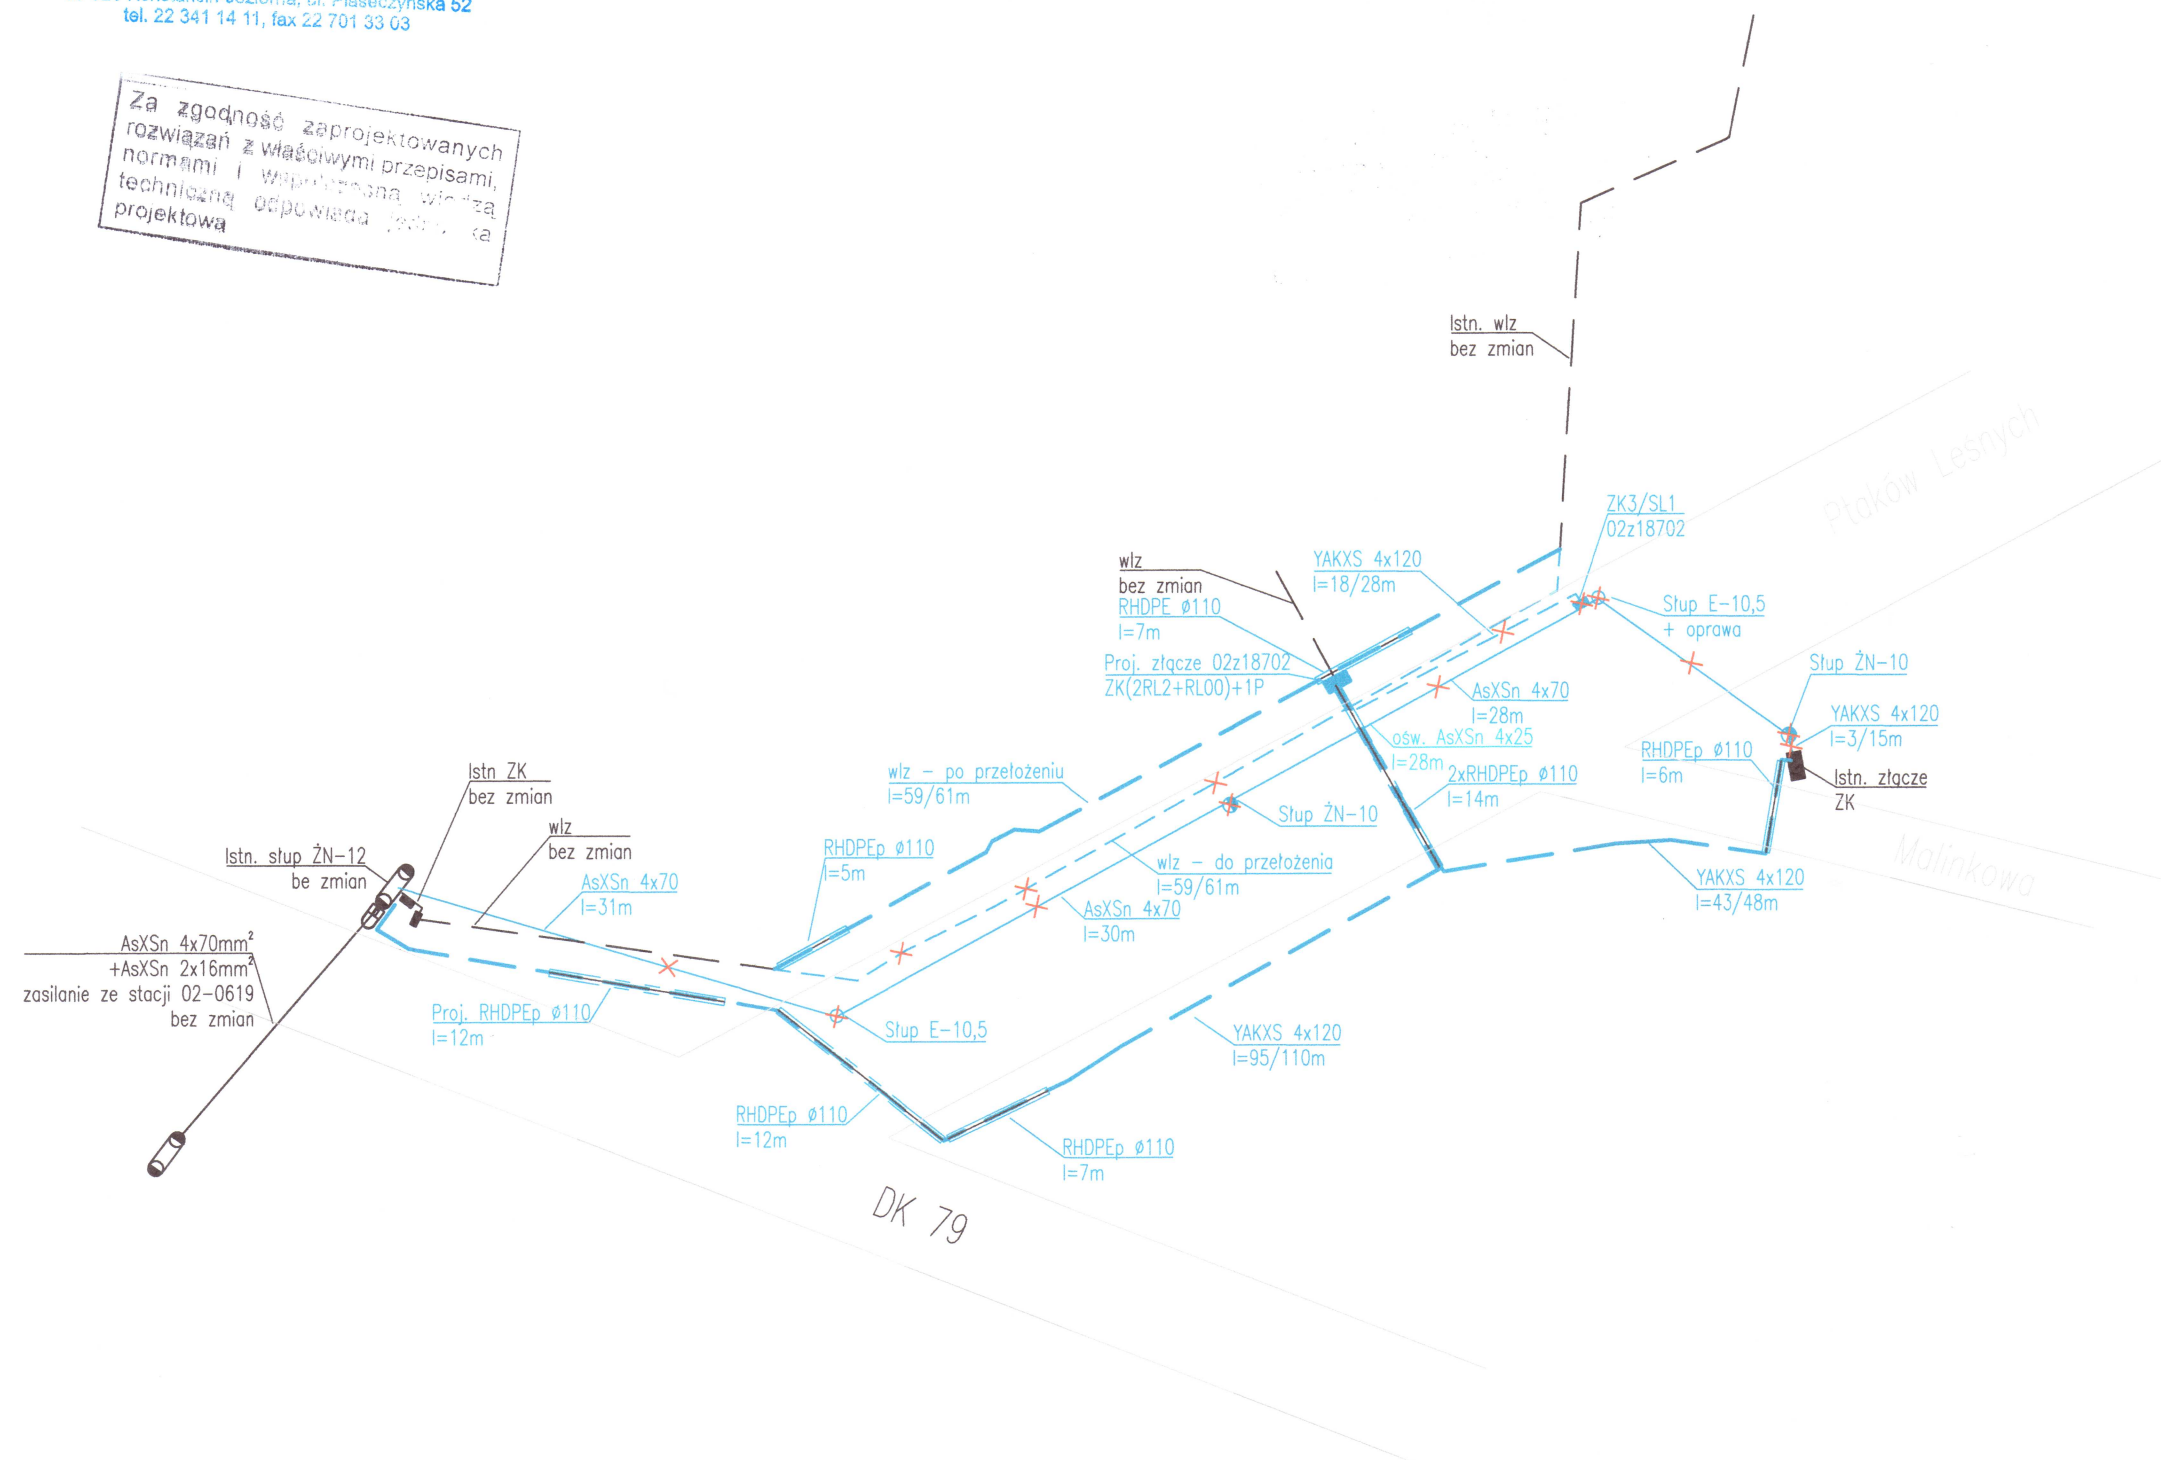 ul. Piaseczyńska 52
tel. 22 341 14 11, fax 22 701 33 03
Za zgodność zaprojektowanych
rozwiązań z właściwymi przepisami,
normami i współczesną wiedzą
techniczną odpowiada
projektowa
Istn. wlz
bez zmian
Ptaków Leśnych
ZK3/SL1
02z18702
wlz
bez zmian
RHDPE ø110
l=7m
Proj. złącze 02z18702
ZK(2RL2+RL00)+1P
YAKXS 4x120
l=18/28m
Słup E-10,5
+ oprawa
Słup ŻN-10
YAKXS 4x120
l=3/15m
AsXSn 4x70
l=28m
ośw. AsXSn 4x25
l=28m
2xRHDPEp ø110
l=14m
RHDPEp ø110
l=6m
Istn. złącze
ZK
wlz - po przełożeniu
l=59/61m
Słup ŻN-10
Istn ZK
bez zmian
wlz
bez zmian
Istn. słup ŻN-12
be zmian
AsXSn 4x70
l=31m
RHDPEp ø110
l=5m
wlz - do przełożenia
l=59/61m
AsXSn 4x70
l=30m
Malinkowa
YAKXS 4x120
l=43/48m
AsXSn 4x70mm²
+AsXSn 2x16mm²
zasilanie ze stacji 02-0619
bez zmian
Proj. RHDPEp ø110
l=12m
Słup E-10,5
YAKXS 4x120
l=95/110m
RHDPEp ø110
l=12m
RHDPEp ø110
l=7m
DK 79